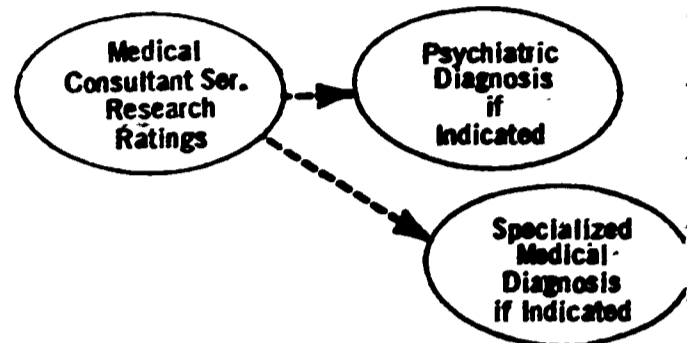 Medical
Consultant Ser.
Research
Ratings
Psychiatric
Diagnosis
if
Indicated
Specialized
Medical
Diagnosis
if Indicated